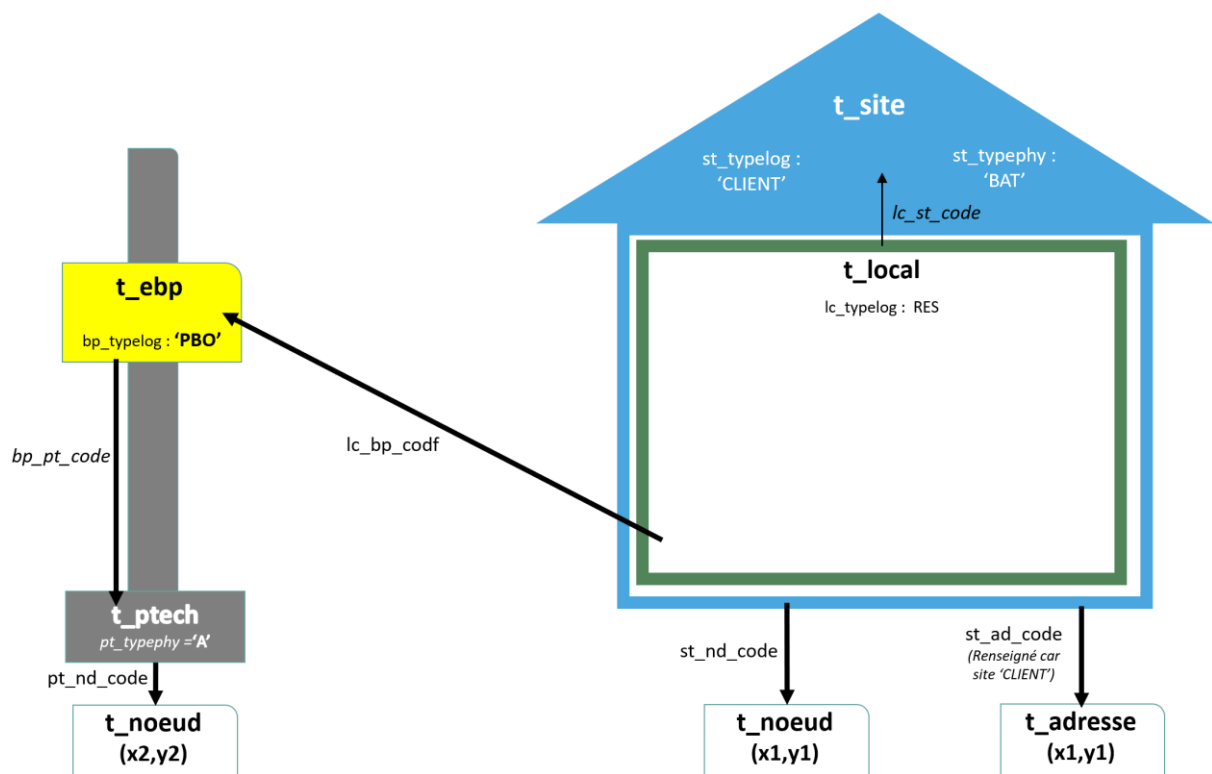 t_site
st_typelog :
‘CLIENT’
st_typephy :
‘BAT’
lc_st_code
t_local
lc_typelog : RES
t_ebp
bp_typelog : ‘PBO’
bp_pt_code
lc_bp_codf
t_ptech
pt_typephy =‘A’
pt_nd_code
t_noeud
(x2,y2)
st_nd_code
t_noeud
(x1,y1)
st_ad_code
(Renseigné car
site ‘CLIENT’)
t_adresse
(x1,y1)